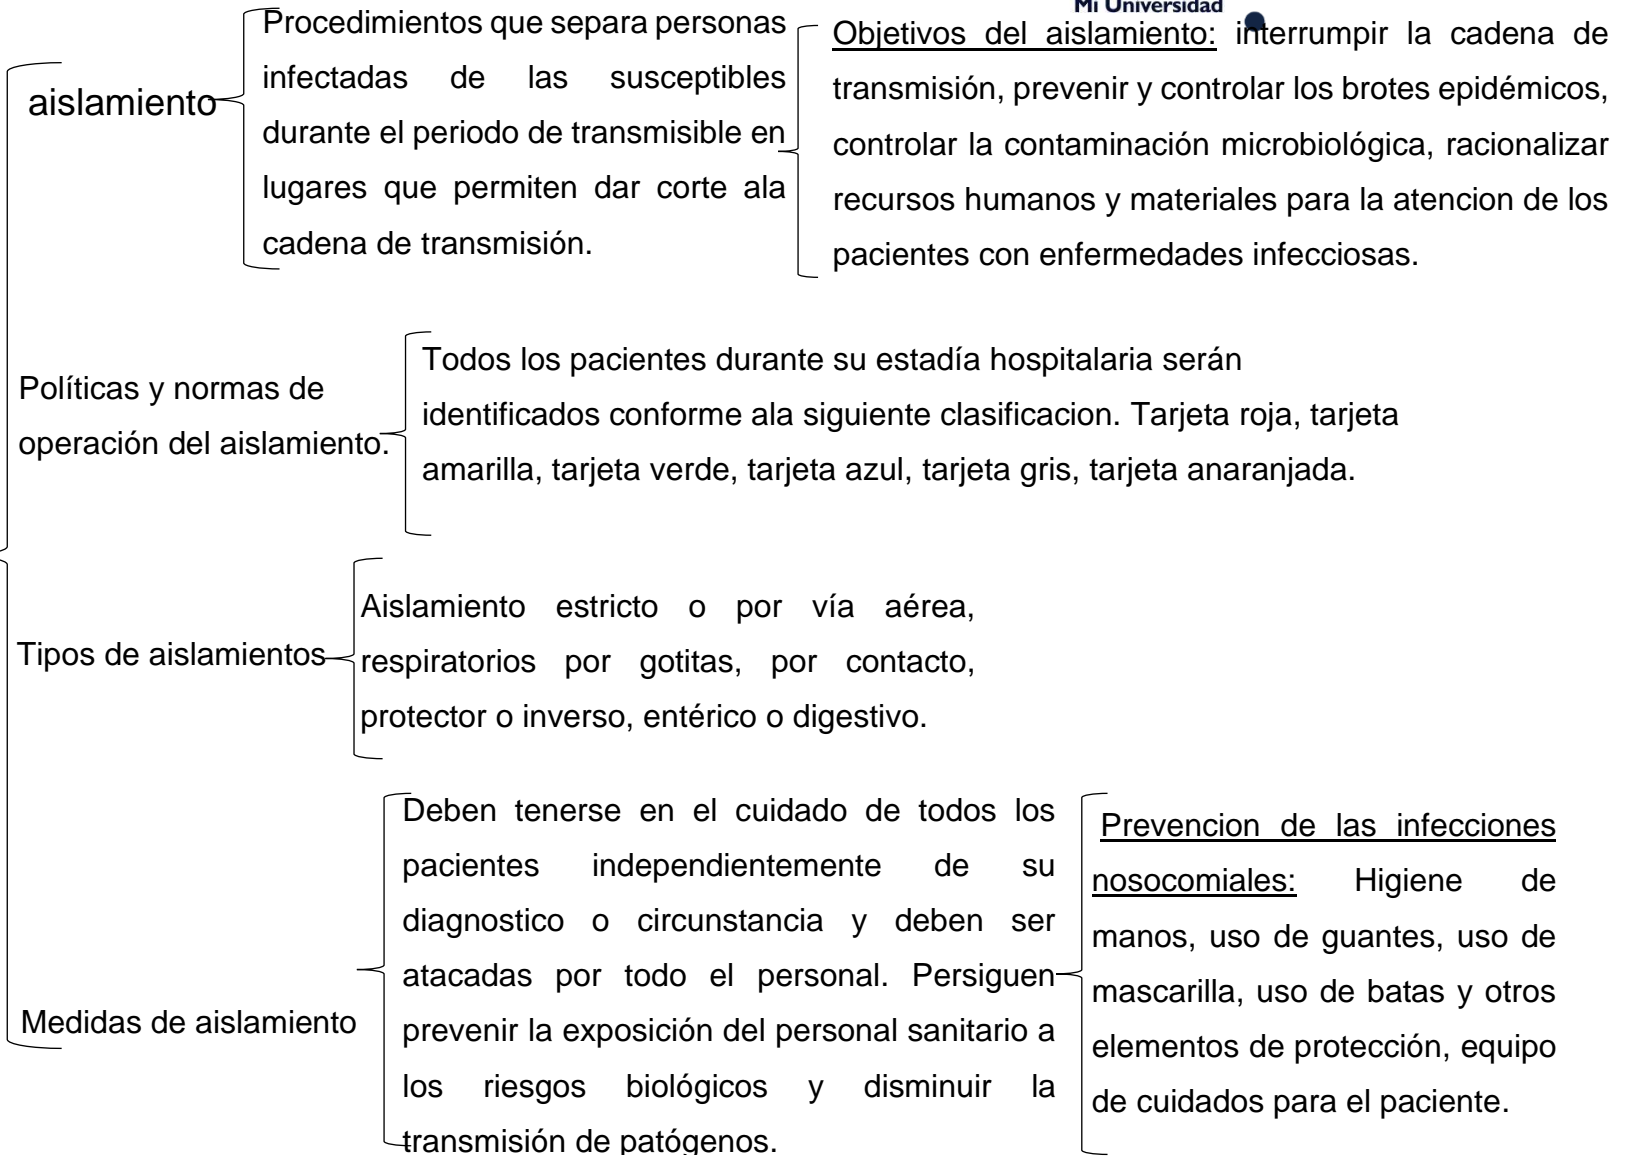 Mi Universidad
aislamiento
Procedimientos que separa personas
infectadas de las susceptibles
durante el periodo de transmisible en
lugares que permiten dar corte ala
cadena de transmisión.
Objetivos del aislamiento: interrumpir la cadena de
transmisión, prevenir y controlar los brotes epidémicos,
controlar la contaminación microbiológica, racionalizar
recursos humanos y materiales para la atencion de los
pacientes con enfermedades infecciosas.
Políticas y normas de
operación del aislamiento.
Todos los pacientes durante su estadía hospitalaria serán
identificados conforme ala siguiente clasificacion. Tarjeta roja, tarjeta
amarilla, tarjeta verde, tarjeta azul, tarjeta gris, tarjeta anaranjada.
Tipos de aislamientos
Aislamiento estricto o por vía aérea,
respiratorios por gotitas, por contacto,
protector o inverso, entérico o digestivo.
Medidas de aislamiento
Deben tenerse en el cuidado de todos los
pacientes independientemente de su
diagnostico o circunstancia y deben ser
atacadas por todo el personal. Persiguen
prevenir la exposición del personal sanitario a
los riesgos biológicos y disminuir la
transmisión de patógenos.
Prevencion de las infecciones
nosocomiales: Higiene de
manos, uso de guantes, uso de
mascarilla, uso de batas y otros
elementos de protección, equipo
de cuidados para el paciente.